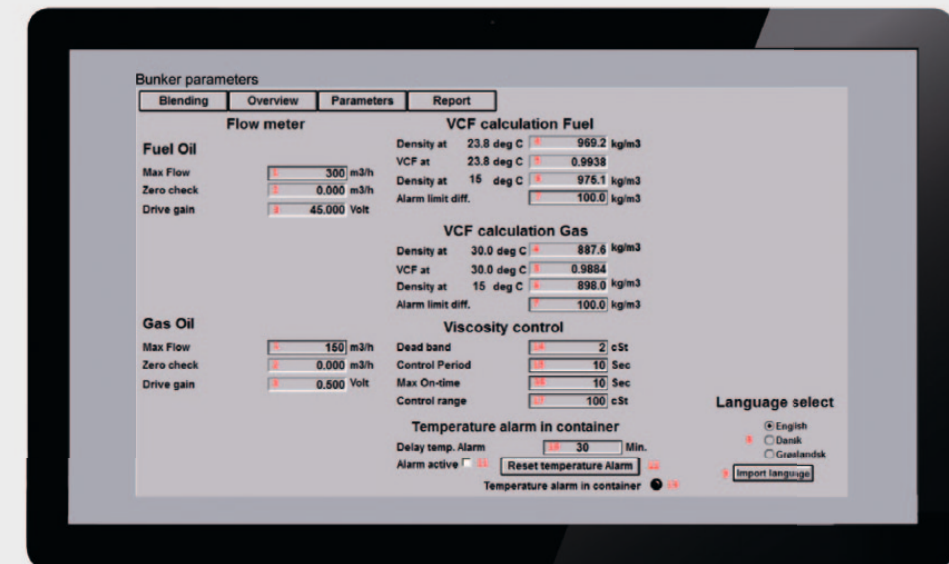 Bunker parameters
Blending Overview Parameters Report
Flow meter
Fuel Oil
Max Flow 300 m3/h
Zero check 0.000 m3/h
Drive gain 45.000 Volt
Gas Oil
Max Flow 150 m3/h
Zero check 0.000 m3/h
Drive gain 0.500 Volt
VCF calculation Fuel
Density at 23.8 deg C 969.2 kg/m3
VCF at 23.8 deg C 0.9938
Density at 15 deg C 975.1 kg/m3
Alarm limit diff. 100.0 kg/m3
VCF calculation Gas
Density at 30.0 deg C 887.6 kg/m3
VCF at 30.0 deg C 0.9884
Density at 15 deg C 898.0 kg/m3
Alarm limit diff. 100.0 kg/m3
Viscosity control
Dead band 2 cSt
Control Period 10 Sec
Max On-time 10 Sec
Control range 100 cSt
Temperature alarm in container
Delay temp. Alarm 30 Min.
Alarm active Reset temperature Alarm
Temperature alarm in container
Language select
English
Dansk
Grønlandsk
Import language